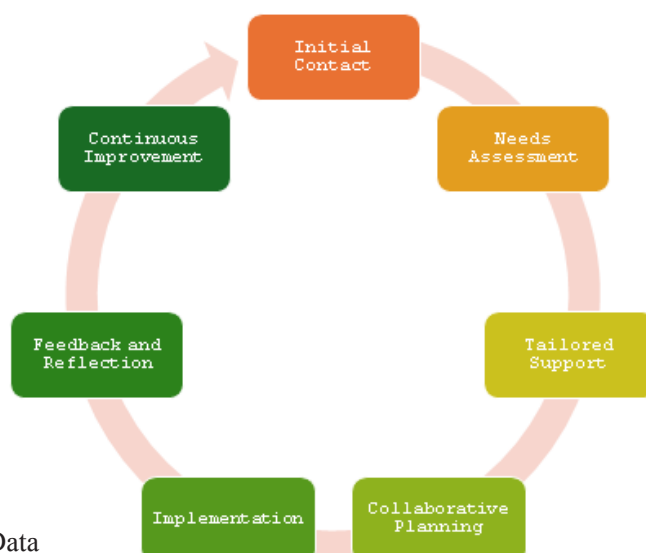 Initial
Contact
Needs
Assessment
Tailored
Support
Collaborative
Planning
Implementation
Feedback and
Reflection
Continuous
Improvement
Data